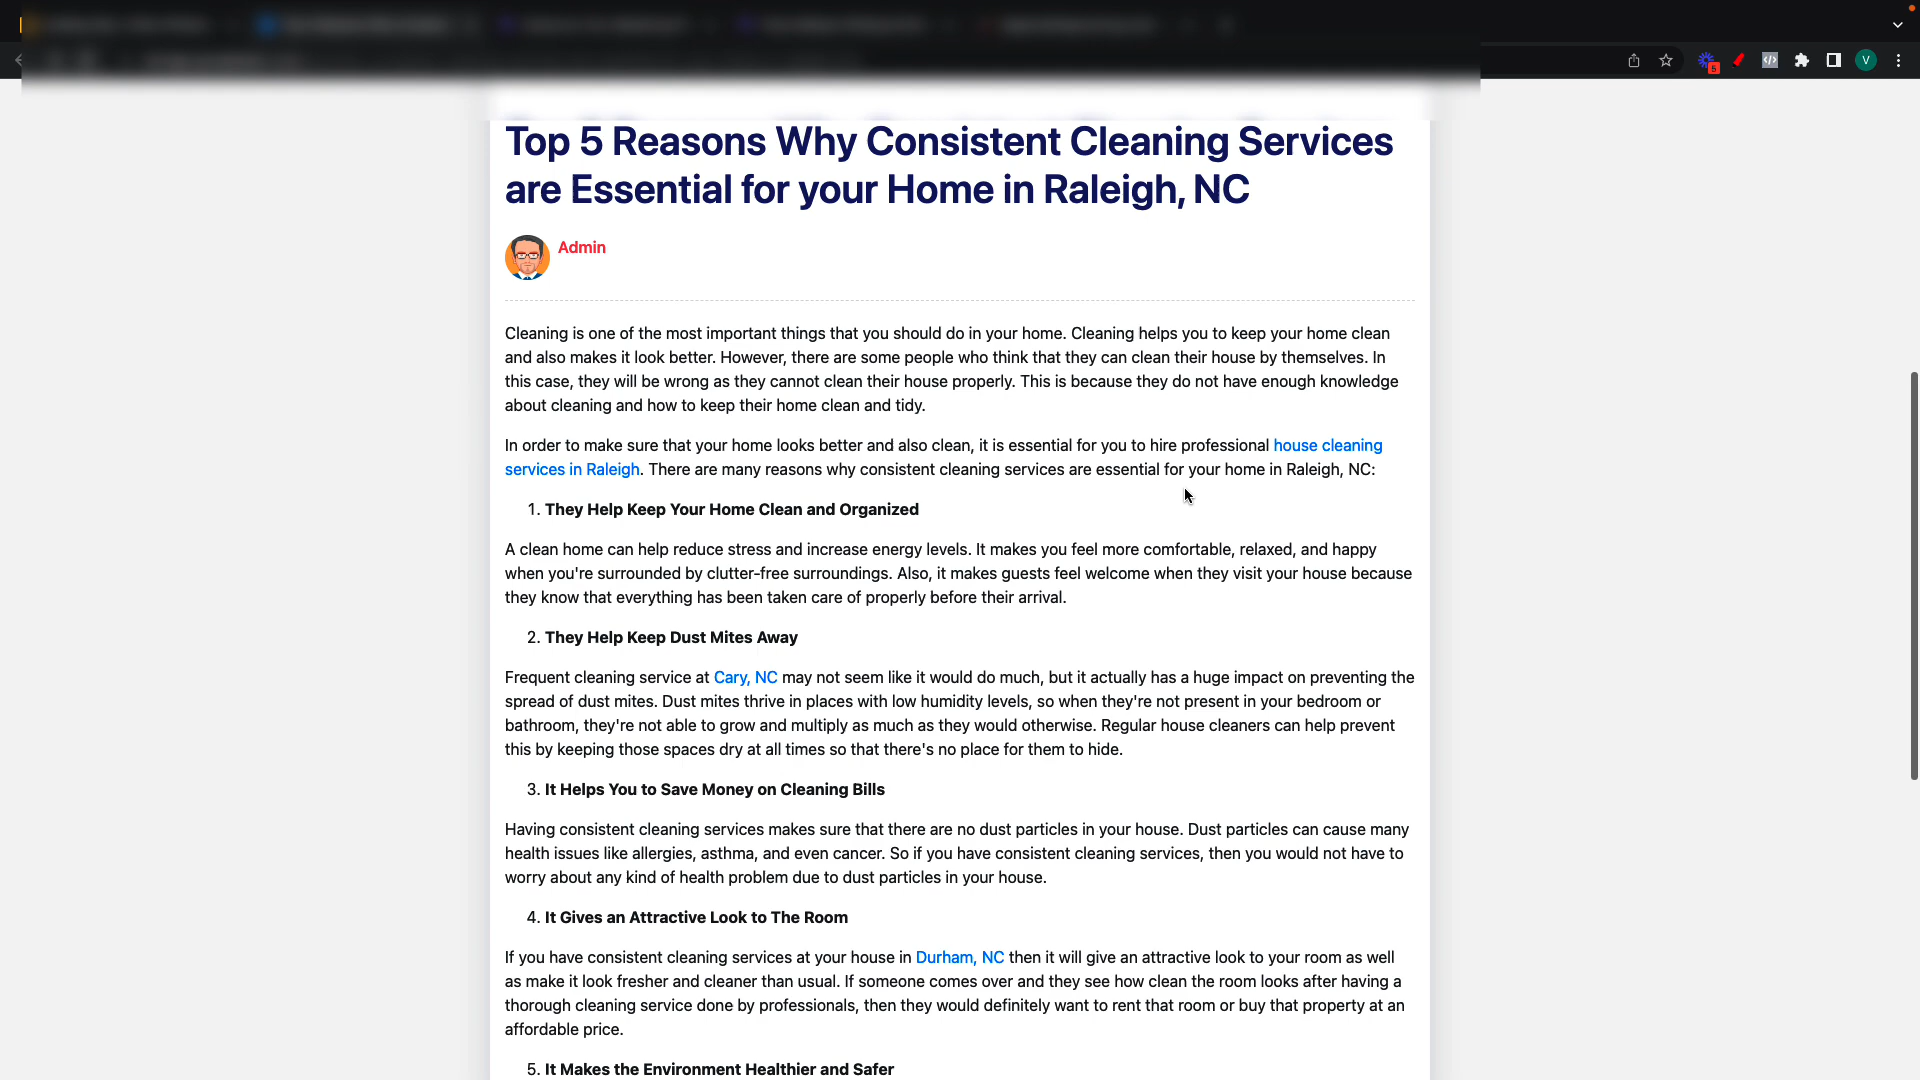 5
V
Top 5 Reasons Why Consistent Cleaning Services
are Essential for your Home in Raleigh, NC
Admin
Cleaning is one of the most important things that you should do in your home. Cleaning helps you to keep your home clean
and also makes it look better. However, there are some people who think that they can clean their house by themselves. In
this case, they will be wrong as they cannot clean their house properly. This is because they do not have enough knowledge
about cleaning and how to keep their home clean and tidy.
In order to make sure that your home looks better and also clean, it is essential for you to hire professional house cleaning
services in Raleigh. There are many reasons why consistent cleaning services are essential for your home in Raleigh, NC:
1. They Help Keep Your Home Clean and Organized
A clean home can help reduce stress and increase energy levels. It makes you feel more comfortable, relaxed, and happy
when you're surrounded by clutter-free surroundings. Also, it makes guests feel welcome when they visit your house because
they know that everything has been taken care of properly before their arrival.
2. They Help Keep Dust Mites Away
Frequent cleaning service at Cary, NC may not seem like it would do much, but it actually has a huge impact on preventing the
spread of dust mites. Dust mites thrive in places with low humidity levels, so when they're not present in your bedroom or
bathroom, they're not able to grow and multiply as much as they would otherwise. Regular house cleaners can help prevent
this by keeping those spaces dry at all times so that there's no place for them to hide.
3. It Helps You to Save Money on Cleaning Bills
Having consistent cleaning services makes sure that there are no dust particles in your house. Dust particles can cause many
health issues like allergies, asthma, and even cancer. So if you have consistent cleaning services, then you would not have to
worry about any kind of health problem due to dust particles in your house.
4. It Gives an Attractive Look to The Room
If you have consistent cleaning services at your house in Durham, NC then it will give an attractive look to your room as well
as make it look fresher and cleaner than usual. If someone comes over and they see how clean the room looks after having a
thorough cleaning service done by professionals, then they would definitely want to rent that room or buy that property at an
affordable price.
5. It Makes the Environment Healthier and Safer